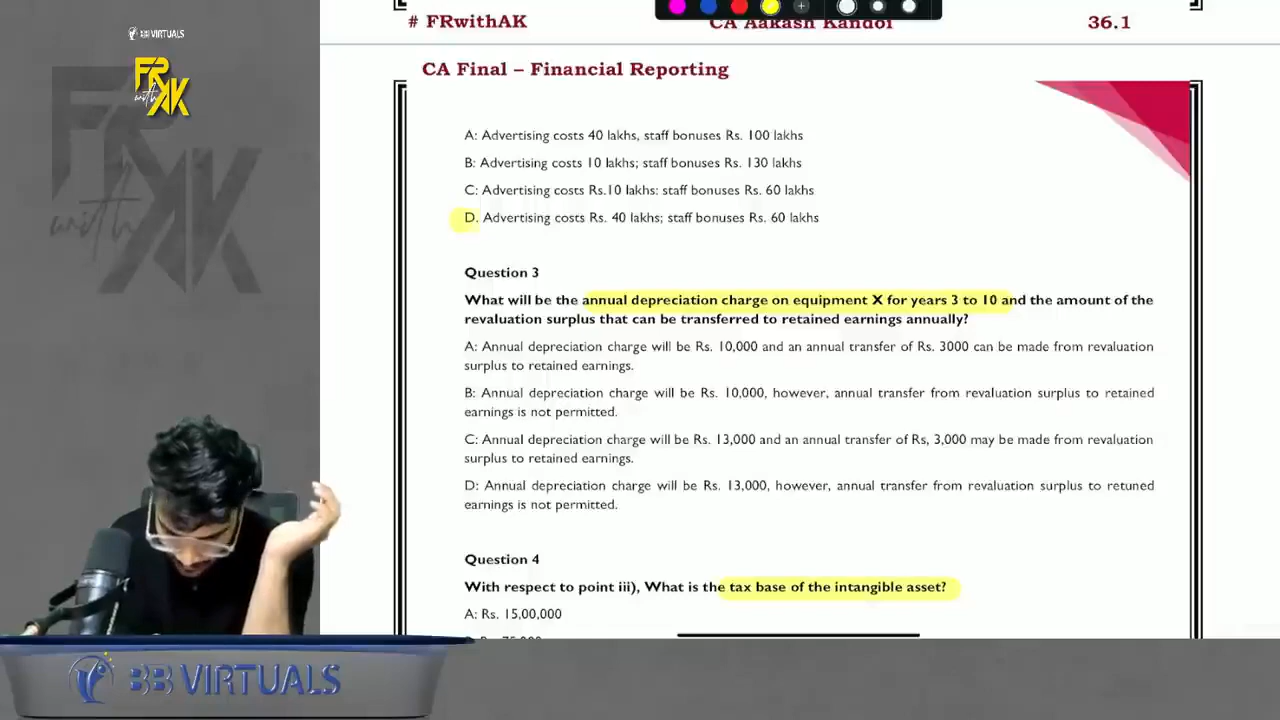 BB VIRTUALS
FR
with
AK
# FRwithAK
CA Aakash Kandoi
36.1
CA Final – Financial Reporting
A: Advertising costs 40 lakhs, staff bonuses Rs. 100 lakhs
B: Advertising costs 10 lakhs; staff bonuses Rs. 130 lakhs
C: Advertising costs Rs.10 lakhs: staff bonuses Rs. 60 lakhs
D. Advertising costs Rs. 40 lakhs; staff bonuses Rs. 60 lakhs
Question 3
What will be the annual depreciation charge on equipment X for years 3 to 10 and the amount of the
revaluation surplus that can be transferred to retained earnings annually?
A: Annual depreciation charge will be Rs. 10,000 and an annual transfer of Rs. 3000 can be made from revaluation
surplus to retained earnings.
B: Annual depreciation charge will be Rs. 10,000, however, annual transfer from revaluation surplus to retained
earnings is not permitted.
C: Annual depreciation charge will be Rs. 13,000 and an annual transfer of Rs, 3,000 may be made from revaluation
surplus to retained earnings.
D: Annual depreciation charge will be Rs. 13,000, however, annual transfer from revaluation surplus to retuned
earnings is not permitted.
Question 4
With respect to point iii), What is the tax base of the intangible asset?
A: Rs. 15,00,000
BB VIRTUALS